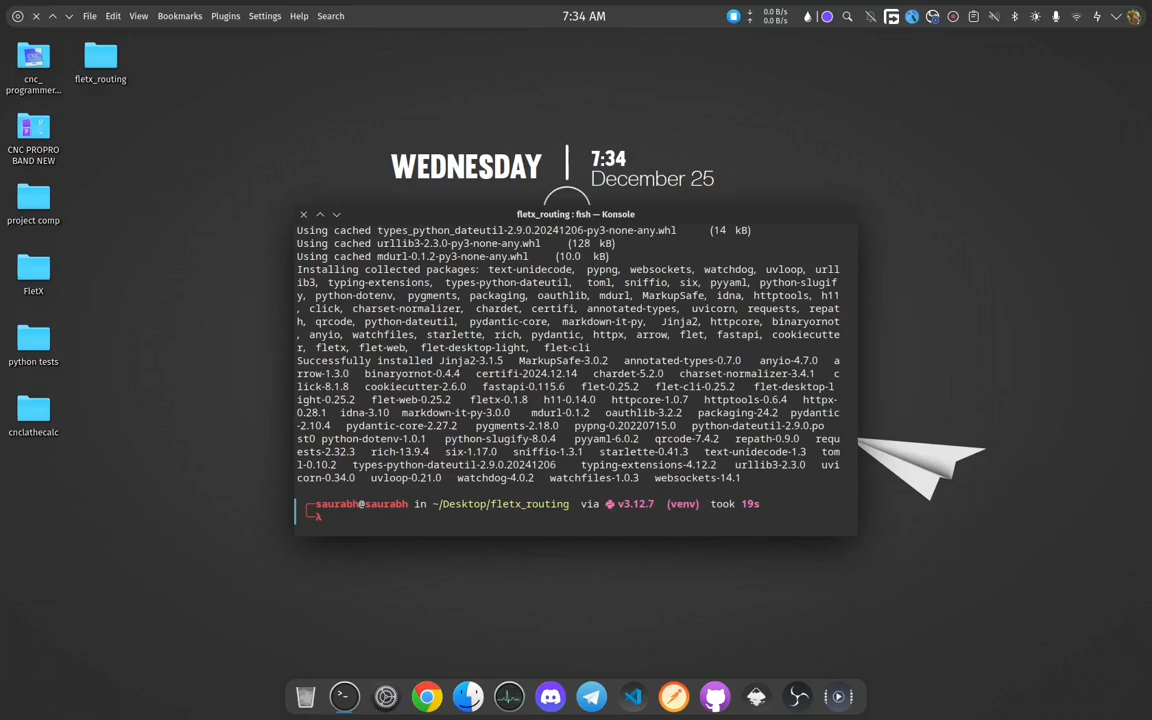 File Edit View Bookmarks Plugins Settings Help Search
7:34 AM
0.0 B/s
0.0 B/s
cnc_
programmer...
fletx_routing
CNC PROPRO
BAND NEW
project comp
FletX
python tests
cnclathecalc
WEDNESDAY
7:34
December 25
fletx_routing : fish — Konsole
Using cached types_python_dateutil-2.9.0.20241206-py3-none-any.whl (14 kB)
Using cached urllib3-2.3.0-py3-none-any.whl (128 kB)
Using cached mdurl-0.1.2-py3-none-any.whl (10.0 kB)
Installing collected packages: text-unidecode, pypng, websockets, watchdog, uvloop, urll
ib3, typing-extensions, types-python-dateutil, toml, sniffio, six, pyyaml, python-slugif
y, python-dotenv, pygments, packaging, oauthlib, mdurl, MarkupSafe, idna, httptools, h11
, click, charset-normalizer, chardet, certifi, annotated-types, uvicorn, requests, repat
h, qrcode, python-dateutil, pydantic-core, markdown-it-py, Jinja2, httpcore, binaryornot
, anyio, watchfiles, starlette, rich, pydantic, httpx, arrow, flet, fastapi, cookiecutte
r, fletx, flet-web, flet-desktop-light, flet-cli
Successfully installed Jinja2-3.1.5 MarkupSafe-3.0.2 annotated-types-0.7.0 anyio-4.7.0 a
rrow-1.3.0 binaryornot-0.4.4 certifi-2024.12.14 chardet-5.2.0 charset-normalizer-3.4.1 c
lick-8.1.8 cookiecutter-2.6.0 fastapi-0.115.6 flet-0.25.2 flet-cli-0.25.2 flet-desktop-l
ight-0.25.2 flet-web-0.25.2 fletx-0.1.8 h11-0.14.0 httpcore-1.0.7 httptools-0.6.4 httpx-
0.28.1 idna-3.10 markdown-it-py-3.0.0 mdurl-0.1.2 oauthlib-3.2.2 packaging-24.2 pydantic
-2.10.4 pydantic-core-2.27.2 pygments-2.18.0 pypng-0.20220715.0 python-dateutil-2.9.0.po
st0 python-dotenv-1.0.1 python-slugify-8.0.4 pyyaml-6.0.2 qrcode-7.4.2 repath-0.9.0 requ
ests-2.32.3 rich-13.9.4 six-1.17.0 sniffio-1.3.1 starlette-0.41.3 text-unidecode-1.3 tom
l-0.10.2 types-python-dateutil-2.9.0.20241206 typing-extensions-4.12.2 urllib3-2.3.0 uvi
corn-0.34.0 uvloop-0.21.0 watchdog-4.0.2 watchfiles-1.0.3 websockets-14.1
saurabh@saurabh in ~/Desktop/fletx_routing via v3.12.7 (venv) took 19s
λ